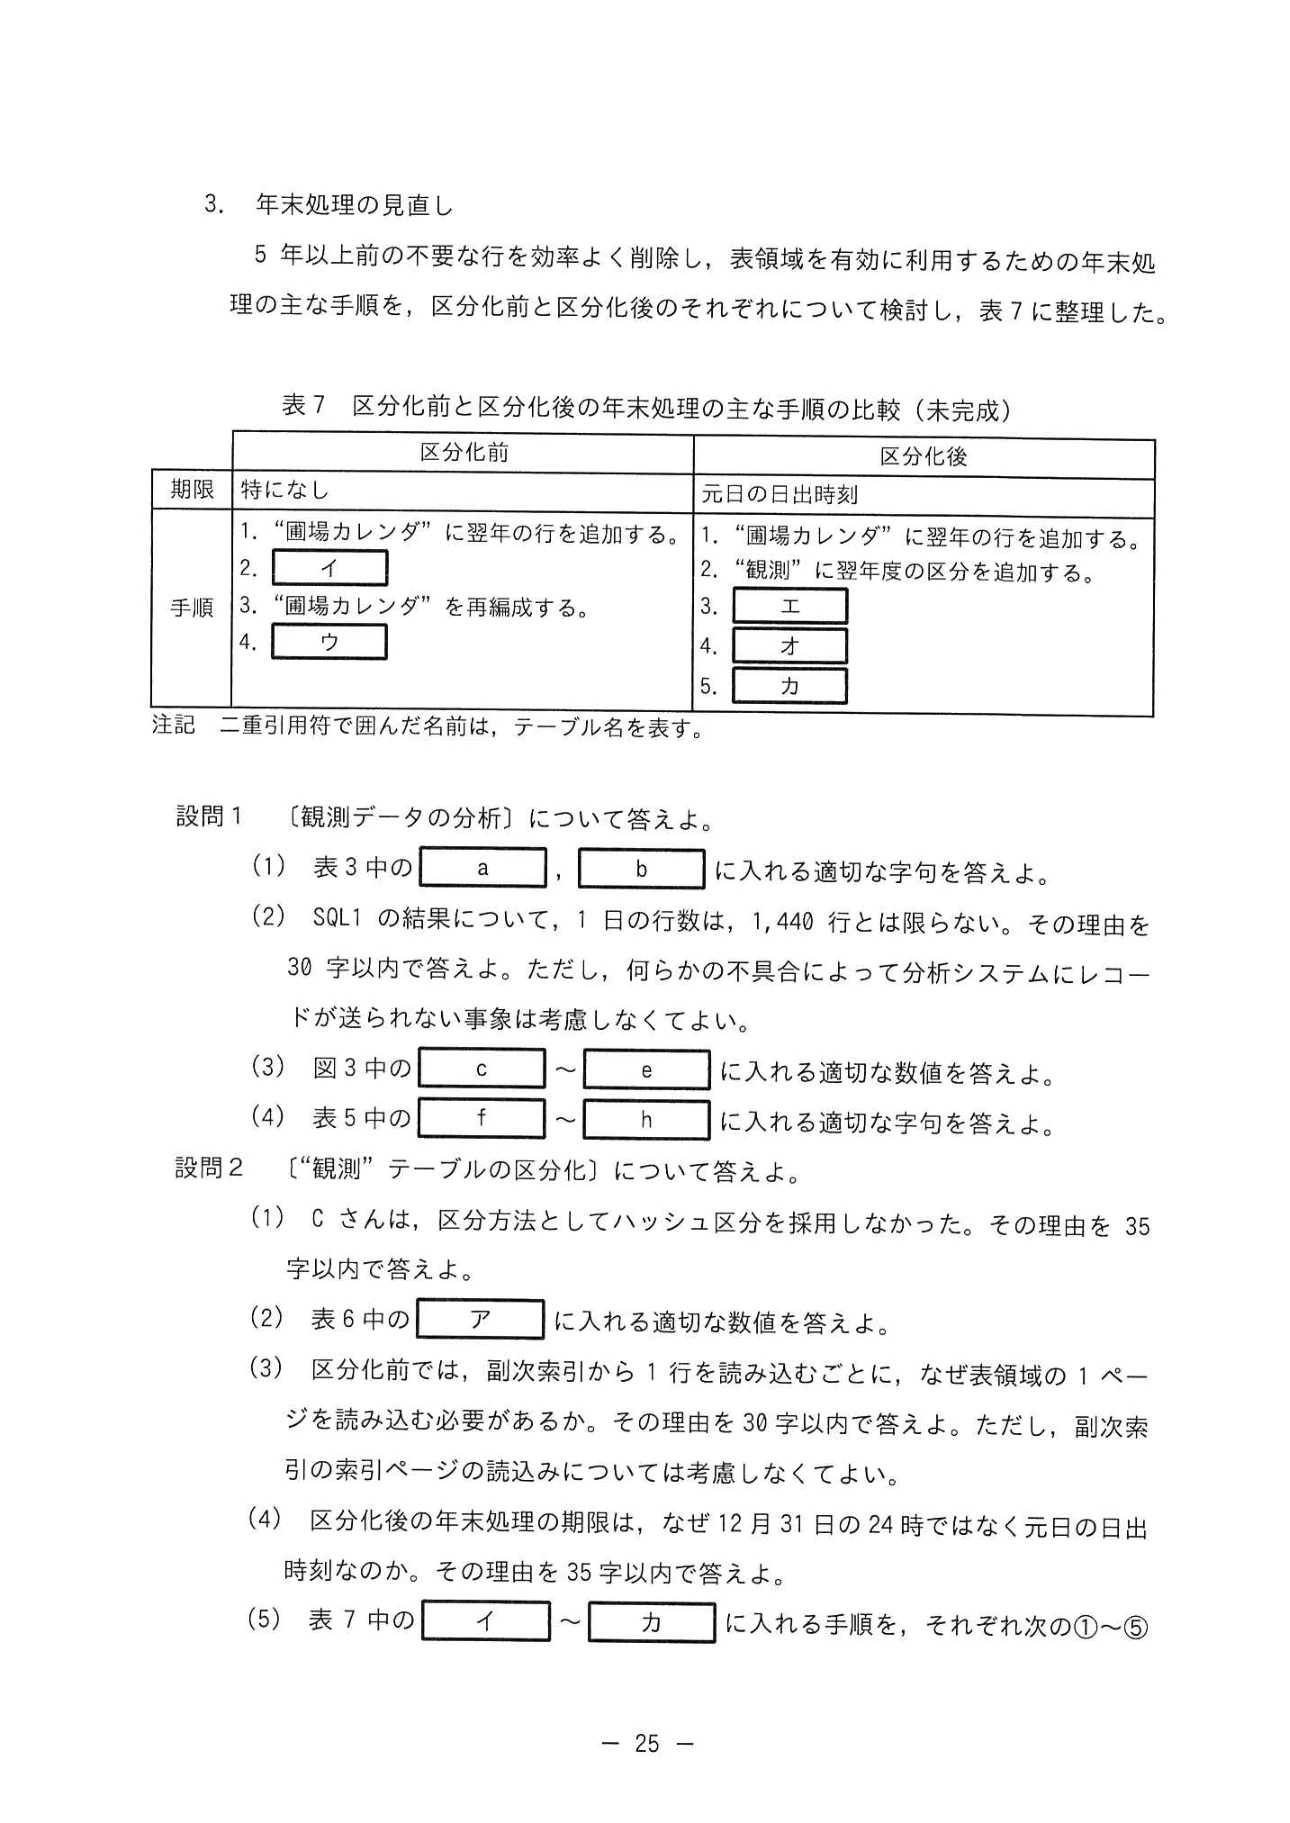 3. 年末処理の見直し
5 年以上前の不要な行を効率よく削除し，表領域を有効に利用するための年末処
理の主な手順を，区分化前と区分化後のそれぞれについて検討し，表 7 に整理した。
表 7 区分化前と区分化後の年末処理の主な手順の比較（未完成）
区分化前 区分化後
期限 特になし 元日の日出時刻
手順
1. “圃場カレンダ” に翌年の行を追加する。
2. イ
3. “圃場カレンダ” を再編成する。
4. ウ
1. “圃場カレンダ” に翌年の行を追加する。
2. “観測” に翌年度の区分を追加する。
3. エ
4. オ
5. カ
注記 二重引用符で囲んだ名前は，テーブル名を表す。
設問 1 〔観測データの分析〕について答えよ。
(1) 表 3 中の a ， b に入れる適切な字句を答えよ。
(2) SQL1 の結果について，1 日の行数は，1,440 行とは限らない。その理由を
30 字以内で答えよ。ただし，何らかの不具合によって分析システムにレコー
ドが送られない事象は考慮しなくてよい。
(3) 図 3 中の c ～ e に入れる適切な数値を答えよ。
(4) 表 5 中の f ～ h に入れる適切な字句を答えよ。
設問 2 〔“観測” テーブルの区分化〕について答えよ。
(1) C さんは，区分方法としてハッシュ区分を採用しなかった。その理由を 35
字以内で答えよ。
(2) 表 6 中の ア に入れる適切な数値を答えよ。
(3) 区分化前では，副次索引から 1 行を読み込むごとに，なぜ表領域の 1 ペー
ジを読み込む必要があるか。その理由を 30 字以内で答えよ。ただし，副次索
引の索引ページの読込みについては考慮しなくてよい。
(4) 区分化後の年末処理の期限は，なぜ 12 月 31 日の 24 時ではなく元日の日出
時刻なのか。その理由を 35 字以内で答えよ。
(5) 表 7 中の イ ～ カ に入れる手順を，それぞれ次の①～⑤
－ 25 －